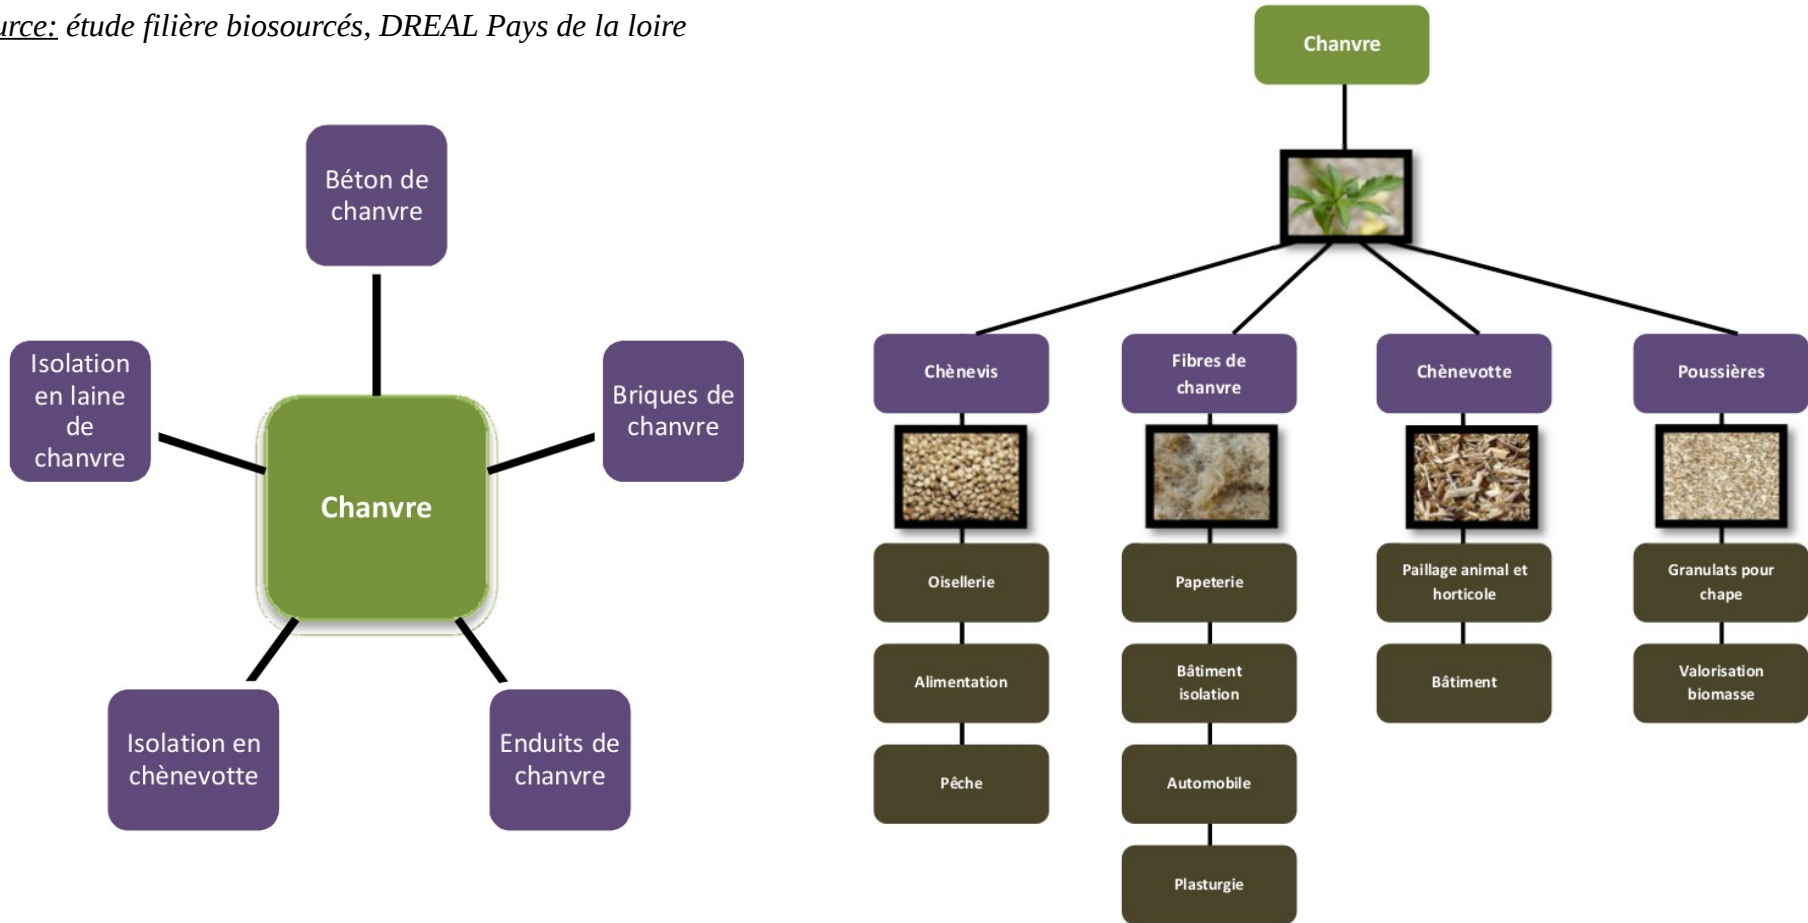 étude filière biosourcés, DREAL Pays de la loire
Béton de
chanvre
Isolation
en laine
de
chanvre
Briques de
chanvre
Chanvre
Isolation en
chènevotte
Enduits de
chanvre
Chanvre
Chènevis
Fibres de
chanvre
Chènevotte
Poussières
Oisellerie
Papeterie
Paillage animal et
horticole
Granulats pour
chape
Alimentation
Bâtiment
isolation
Bâtiment
Valorisation
biomasse
Pêche
Automobile
Plasturgie